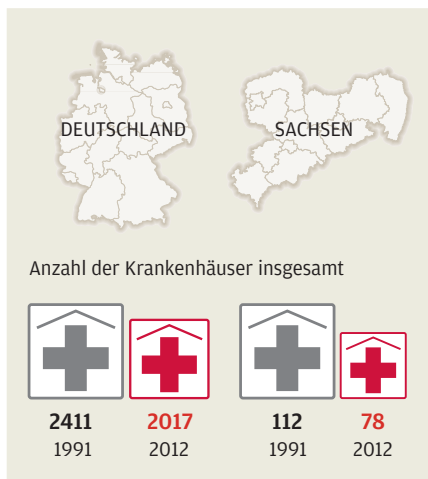 DEUTSCHLAND SACHSEN
Anzahl der Krankenhäuser insgesamt
2411 2017 112 78
1991 2012 1991 2012